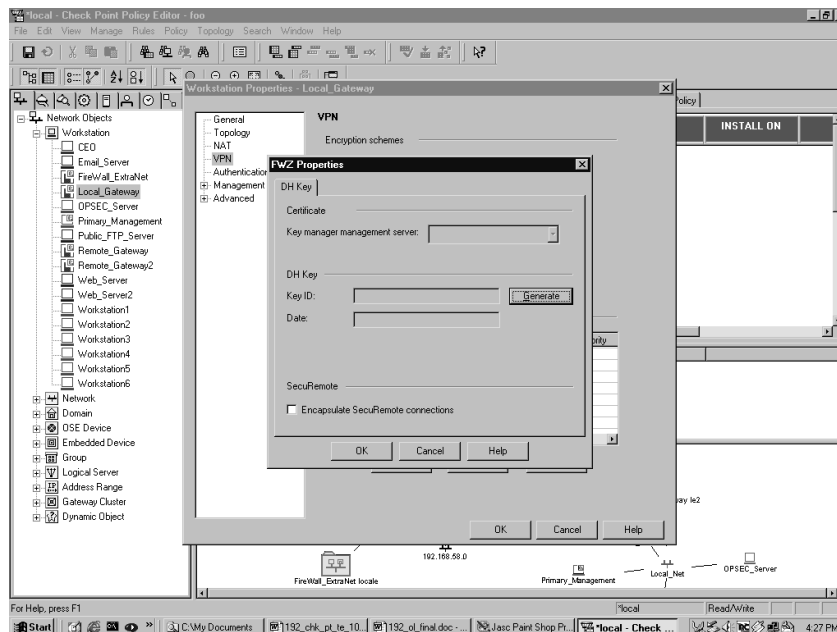 *local - Check Point Policy Editor - foo
File Edit View Manage Rules Policy Topology Search Window Help
Workstation Properties - Local_Gateway
Policy
INSTALL ON
Network Objects
Workstation
CEO
Email_Server
FireWall_ExtraNet
Local_Gateway
OPSEC_Server
Primary_Management
Public_FTP_Server
Remote_Gateway
Remote_Gateway2
Web_Server
Web_Server2
Workstation1
Workstation2
Workstation3
Workstation4
Workstation5
Workstation6
Network
Domain
OSE Device
Embedded Device
Group
Logical Server
Address Range
Gateway Cluster
Dynamic Object
General
Topology
NAT
VPN
Authentication
Management
Advanced
VPN
Encryption schemes
FWZ Properties
DH Key
Certificate
Key manager management server:
DH Key
Key ID:
Generate
Date:
SecuRemote
Encapsulate SecuRemote connections
OK Cancel Help
OK Cancel Help
192.168.58.0
FireWall_ExtraNet locale
Primary_Management
Local_Net
OPSEC_Server
For Help, press F1
*local
Read/Write
Start
C:\My Documents
192_chk_pt_te_10...
192_ol_final.doc - ...
Jasc Paint Shop Pr...
*local - Check ...
4:27 PM